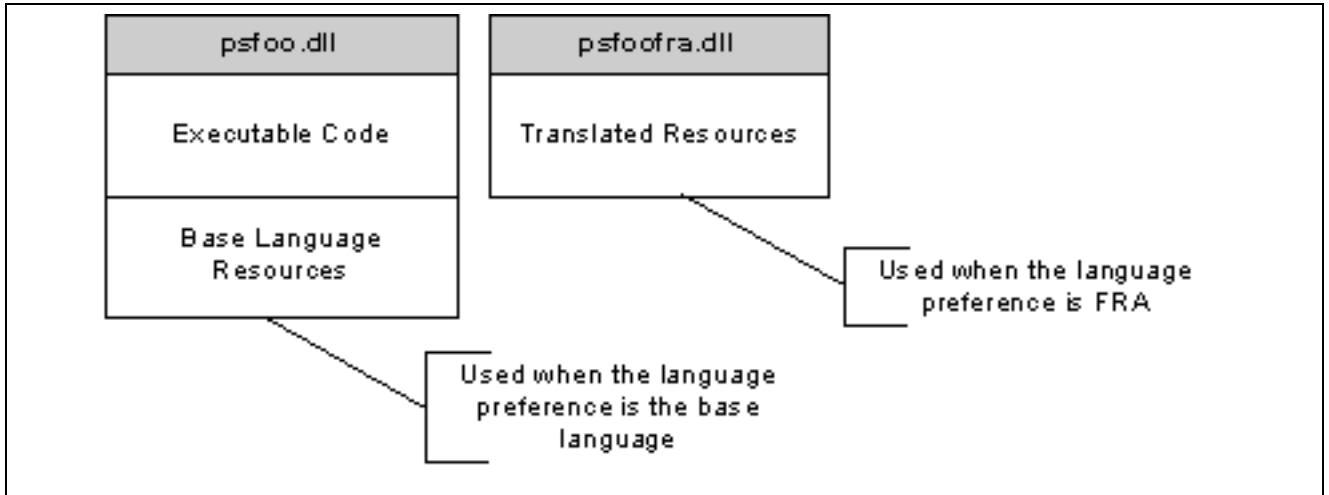 psfoo.dll
Executable Code
Base Language
Resources
psfoofra.dll
Translated Resources
Used when the language
preference is FRA
Used when the language
preference is the base
language